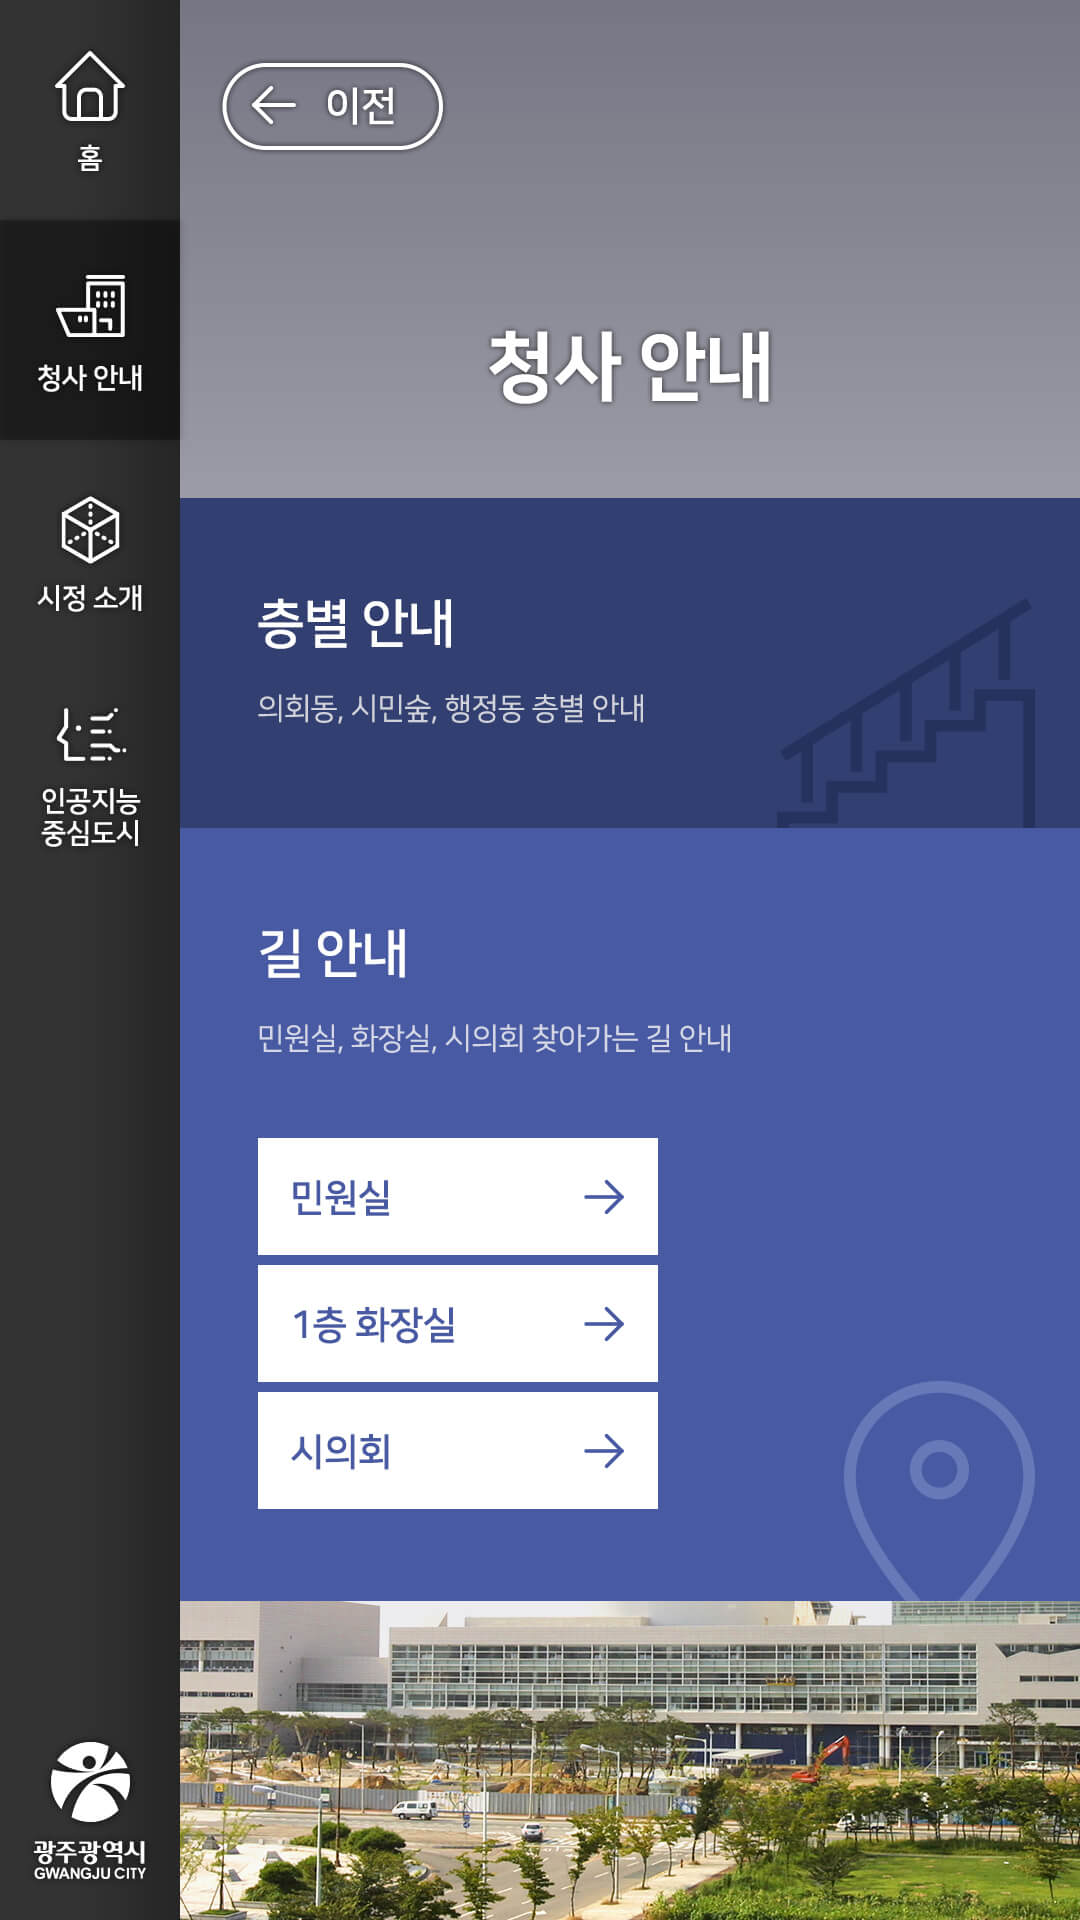 홈
청사 안내
시정 소개
인공지능
중심도시
광주광역시
GWANGJU CITY
이전
청사 안내
층별 안내
의회동, 시민숲, 행정동 층별 안내
길 안내
민원실, 화장실, 시의회 찾아가는 길 안내
민원실
1층 화장실
시의회